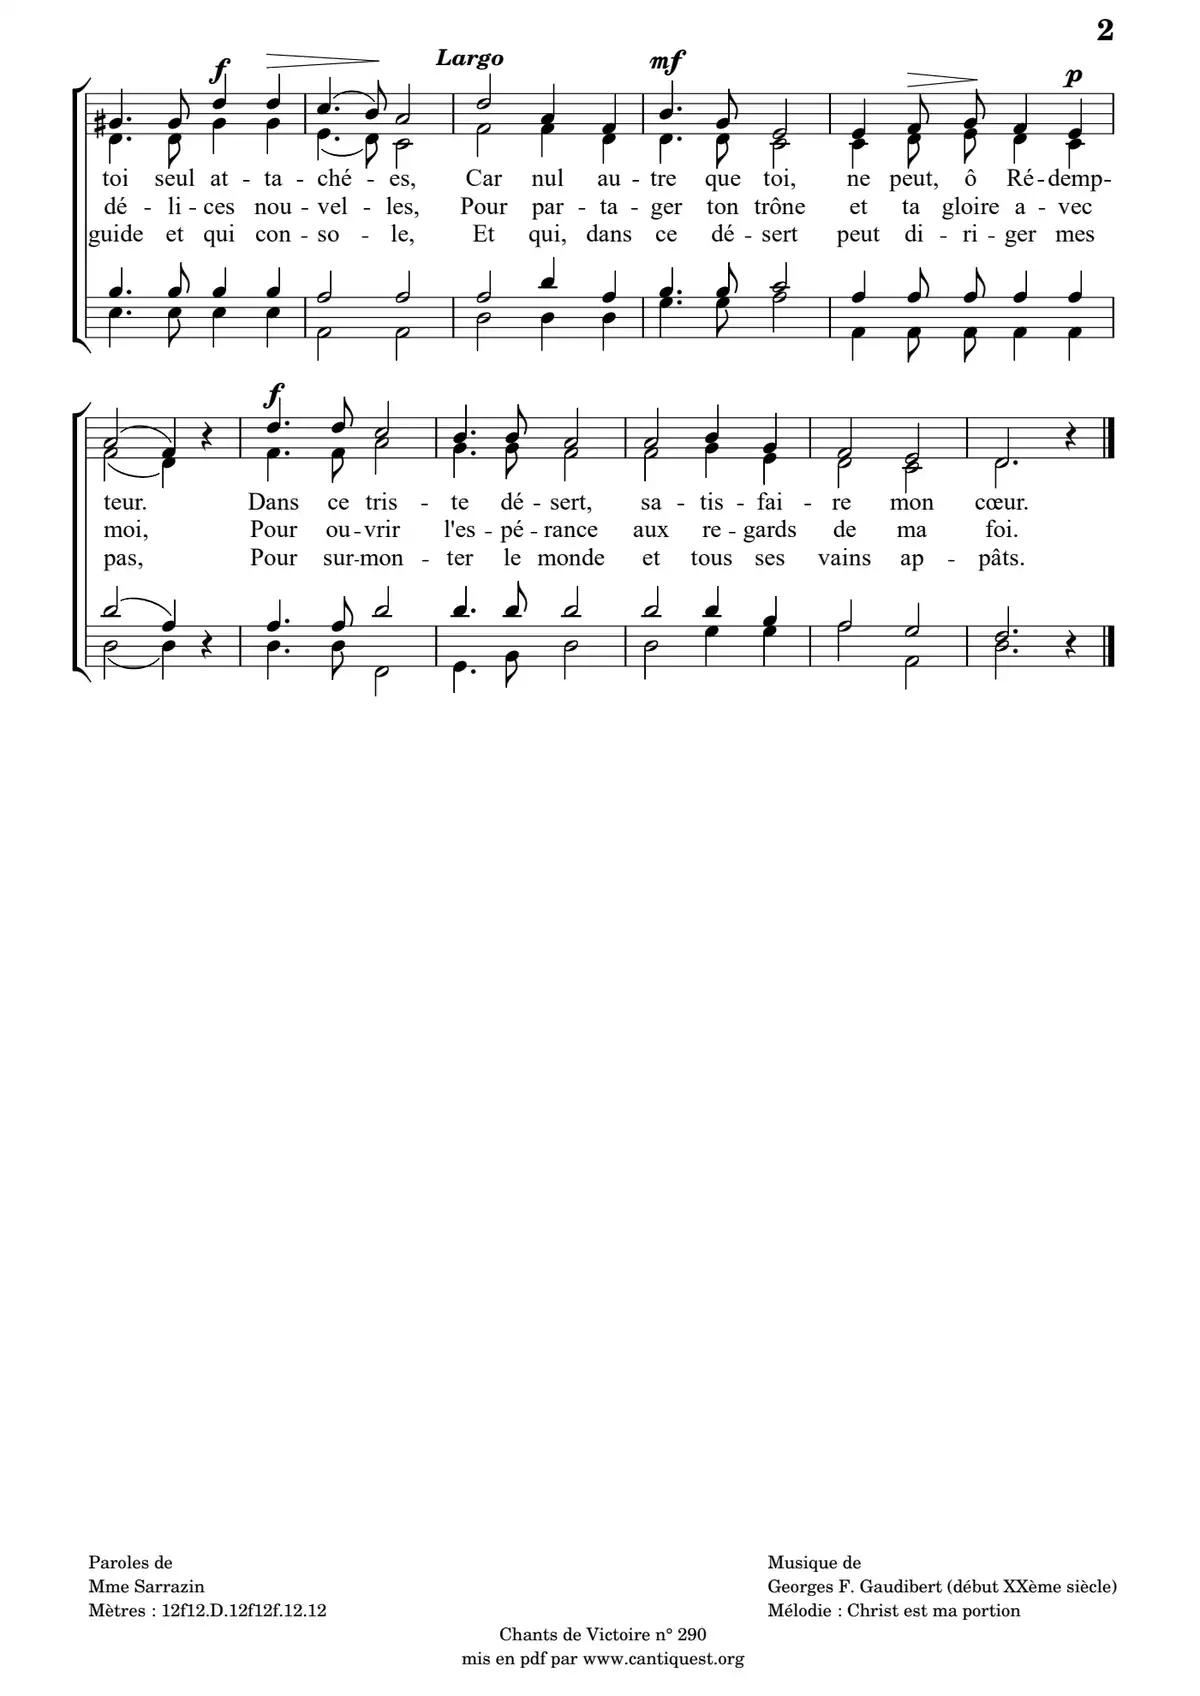 2
f Largo mf p
toi seul at - ta - ché - es, Car nul au - tre que toi, ne peut, ô Ré - demp-
dé - li - ces nou - vel - les, Pour par - ta - ger ton trône et ta gloire a - vec
guide et qui con - so - le, Et qui, dans ce dé - sert peut di - ri - ger mes
f
teur. Dans ce tris - te dé - sert, sa - tis - fai - re mon cœur.
moi, Pour ou - vrir l'es - pé - rance aux re - gards de ma foi.
pas, Pour sur - mon - ter le monde et tous ses vains ap - pâts.
Paroles de
Mme Sarrazin
Mètres : 12f12.D.12f12f.12.12
Musique de
Georges F. Gaudibert (début XXème siècle)
Mélodie : Christ est ma portion
Chants de Victoire n° 290
mis en pdf par www.cantiquest.org